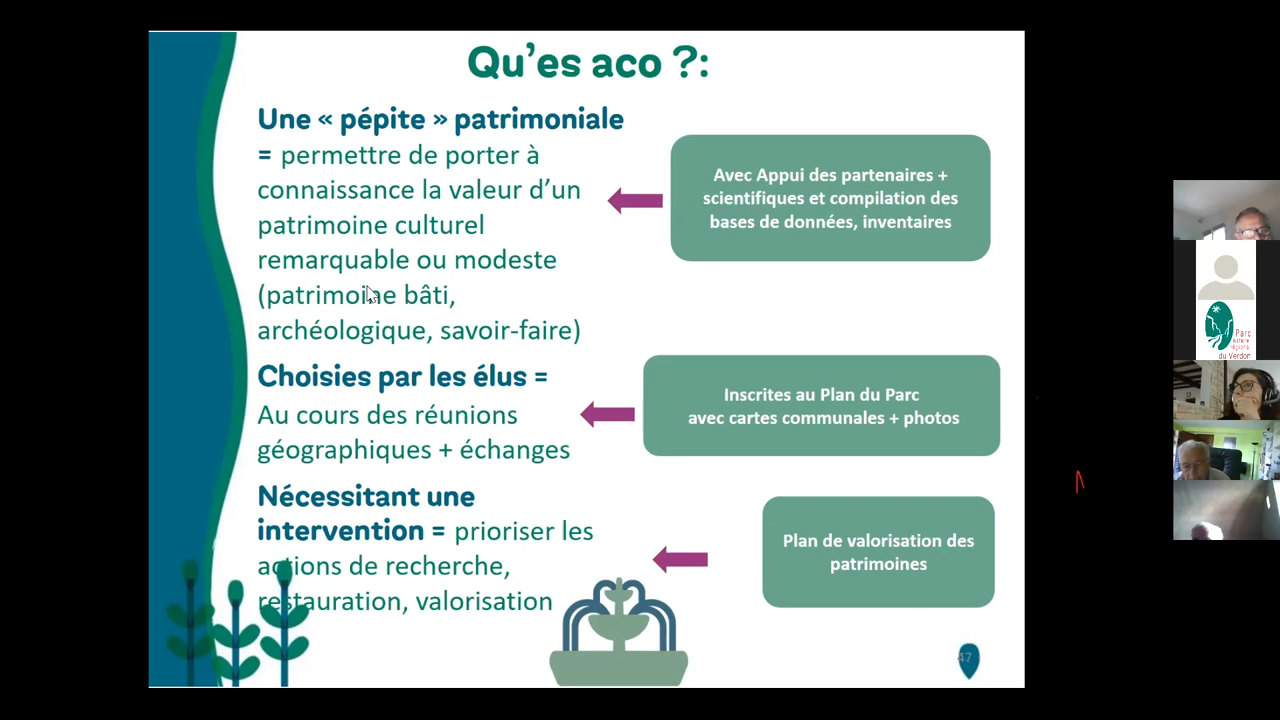 Qu'es aco ?:
Une « pépite » patrimoniale
= permettre de porter à
connaissance la valeur d'un
patrimoine culturel
remarquable ou modeste
(patrimoine bâti,
archéologique, savoir-faire)
Avec Appui des partenaires +
scientifiques et compilation des
bases de données, inventaires
Choisies par les élus =
Au cours des réunions
géographiques + échanges
Inscrites au Plan du Parc
avec cartes communales + photos
Nécessitant une
intervention = prioriser les
actions de recherche,
restauration, valorisation
Plan de valorisation des
patrimoines
47
Parc
naturel
régional
du Verdon